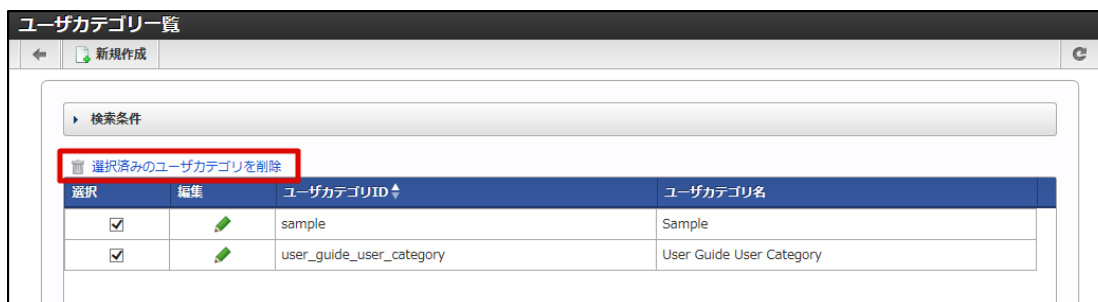 ユーザカテゴリ一覧
新規作成
検索条件
選択済みのユーザカテゴリを削除
選択 編集 ユーザカテゴリID ユーザカテゴリ名
sample Sample
user_guide_user_category User Guide User Category